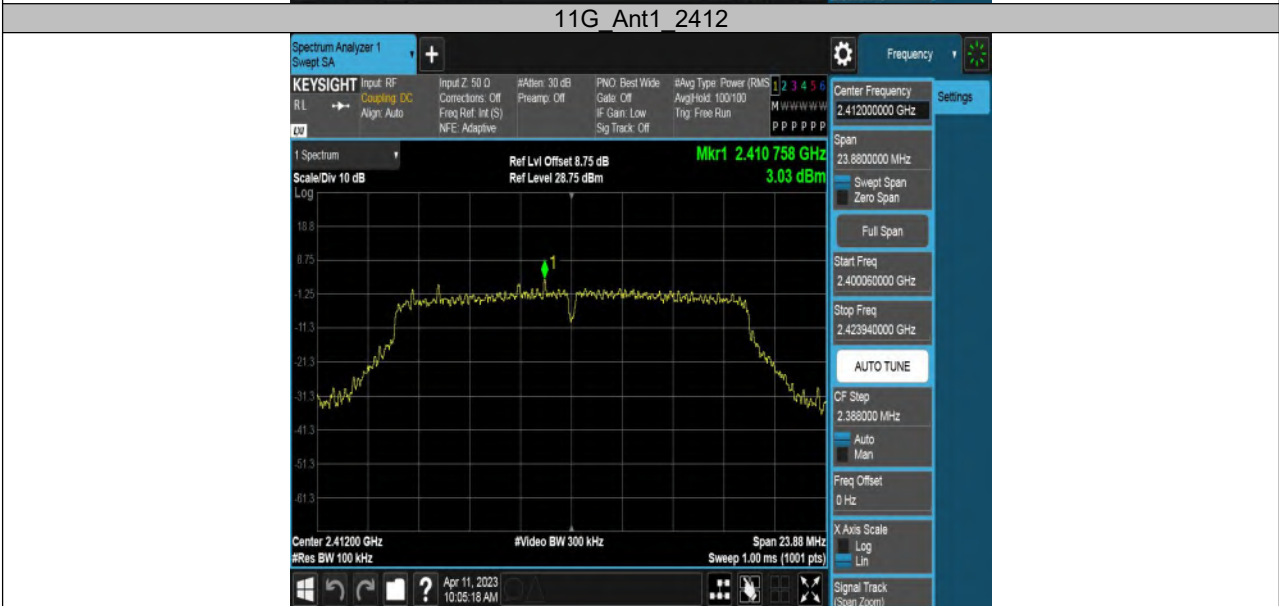 11G_Ant1_2412
Spectrum Analyzer 1
Swept SA
+
Frequency
KEYSIGHT
RL
Input: RF
Coupling: DC
Align: Auto
Input Z: 50 Ω
Corrections: Off
Freq Ref: Int (S)
NFE: Adaptive
#Atten: 30 dB
Preamp: Off
PNO: Best Wide
Gate: Off
IF Gain: Low
Sig Track: Off
#Avg Type: Power (RMS
Avg|Hold: 100/100
Trig: Free Run
1 2 3 4 5 6
M W W W W W
P P P P P P
1 Spectrum
Scale/Div 10 dB
Log
Ref Lvl Offset 8.75 dB
Ref Level 28.75 dBm
Mkr1 2.410 758 GHz
3.03 dBm
18.8
8.75
-1.25
-11.3
-21.3
-31.3
-41.3
-51.3
-61.3
1
Center 2.41200 GHz
#Res BW 100 kHz
#Video BW 300 kHz
Span 23.88 MHz
Sweep 1.00 ms (1001 pts)
?
Apr 11, 2023
10:05:18 AM
Center Frequency
2.412000000 GHz
Settings
Span
23.8800000 MHz
Swept Span
Zero Span
Full Span
Start Freq
2.400060000 GHz
Stop Freq
2.423940000 GHz
AUTO TUNE
CF Step
2.388000 MHz
Auto
Man
Freq Offset
0 Hz
X Axis Scale
Log
Lin
Signal Track
(Span Zoom)